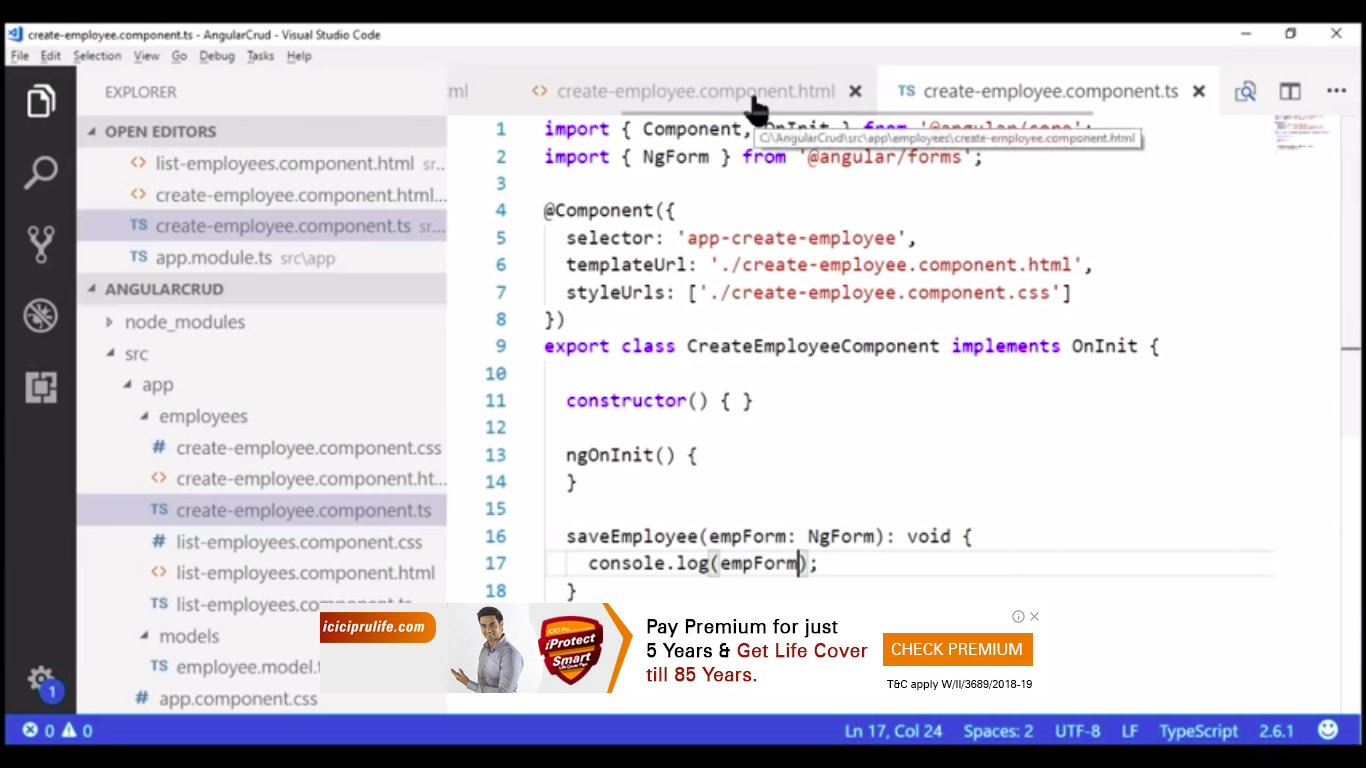 create-employee.component.ts - AngularCrud - Visual Studio Code
File Edit Selection View Go Debug Tasks Help
EXPLORER
ml
<> create-employee.component.html
TS create-employee.component.ts
OPEN EDITORS
<> list-employees.component.html sr...
<> create-employee.component.html...
TS create-employee.component.ts sr...
TS app.module.ts src\app
ANGULARCRUD
node_modules
src
app
employees
# create-employee.component.css
<> create-employee.component.ht...
TS create-employee.component.ts
# list-employees.component.css
<> list-employees.component.html
TS list-employees.component.ts
models
TS employee.model.t
# app.component.css
1 import { Component, OnInit } from '@angular/core';
C:\AngularCrud\src\app\employees\create-employee.component.html
2 import { NgForm } from '@angular/forms';
3
4 @Component({
5 selector: 'app-create-employee',
6 templateUrl: './create-employee.component.html',
7 styleUrls: ['./create-employee.component.css']
8 })
9 export class CreateEmployeeComponent implements OnInit {
10
11 constructor() { }
12
13 ngOnInit() {
14 }
15
16 saveEmployee(empForm: NgForm): void {
17 console.log(empForm);
18 }
iciciprulife.com
iProtect
Smart
Pay Premium for just
5 Years & Get Life Cover
till 85 Years.
CHECK PREMIUM
T&C apply W/II/3689/2018-19
1
0 0
Ln 17, Col 24 Spaces: 2 UTF-8 LF TypeScript 2.6.1